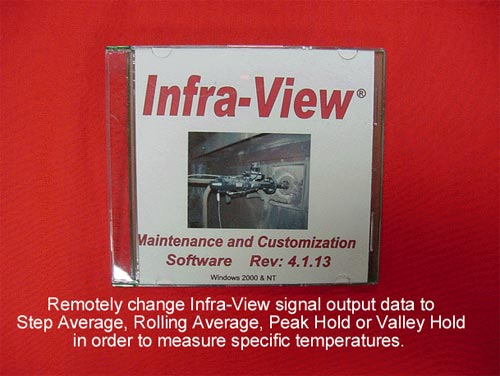 Infra-View®
Maintenance and Customization
Software Rev: 4.1.13
Windows 2000 & NT
Remotely change Infra-View signal output data to
Step Average, Rolling Average, Peak Hold or Valley Hold
in order to measure specific temperatures.